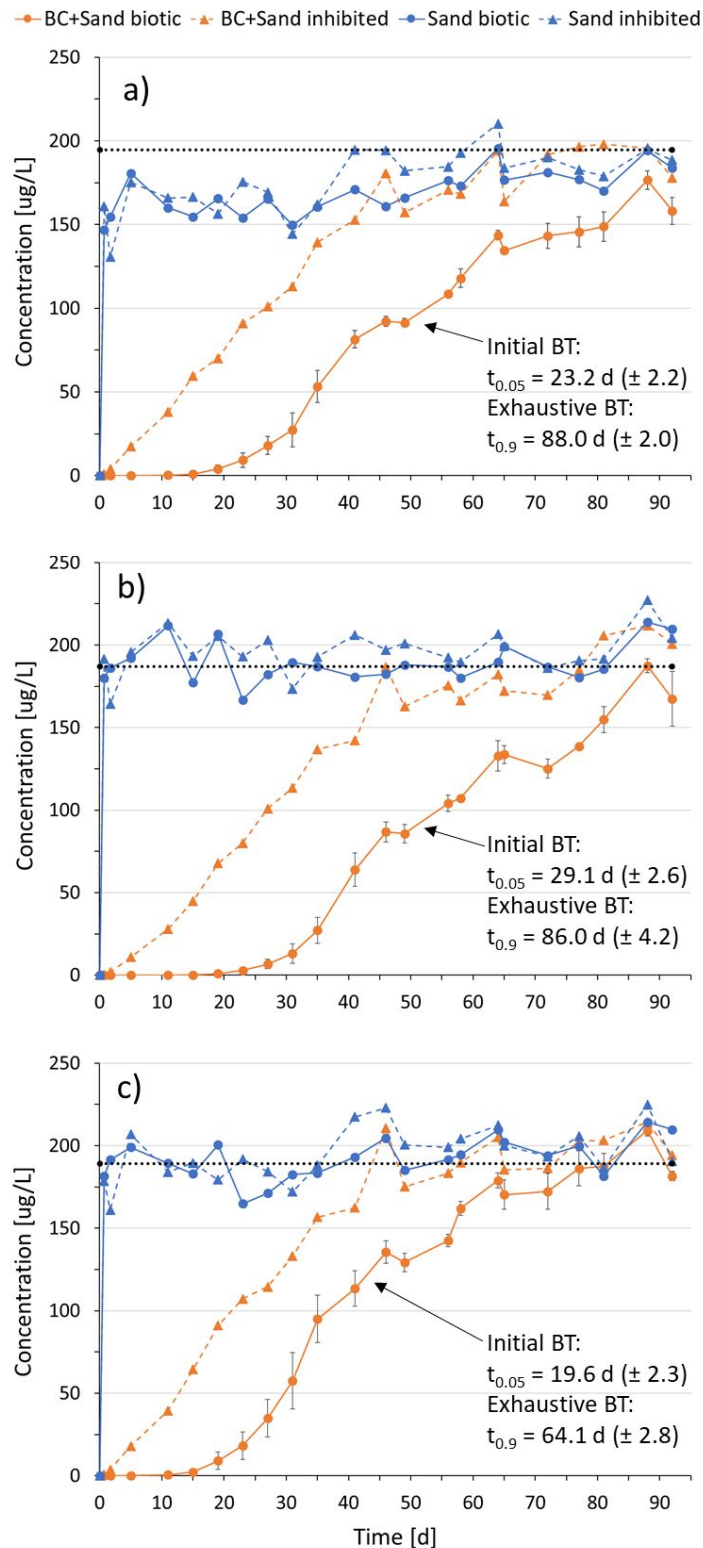 BC+Sand biotic BC+Sand inhibited Sand biotic Sand inhibited
a)
250
200
150
100
50
0
Concentration [ug/L]
Initial BT:
t0.05 = 23.2 d (± 2.2)
Exhaustive BT:
t0.9 = 88.0 d (± 2.0)
0 10 20 30 40 50 60 70 80 90
b)
250
200
150
100
50
0
Concentration [ug/L]
Initial BT:
t0.05 = 29.1 d (± 2.6)
Exhaustive BT:
t0.9 = 86.0 d (± 4.2)
0 10 20 30 40 50 60 70 80 90
c)
250
200
150
100
50
0
Concentration [ug/L]
Initial BT:
t0.05 = 19.6 d (± 2.3)
Exhaustive BT:
t0.9 = 64.1 d (± 2.8)
0 10 20 30 40 50 60 70 80 90
Time [d]